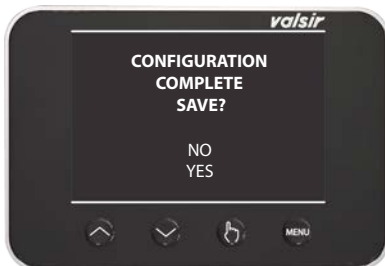 valsir
CONFIGURATION
COMPLETE
SAVE?
NO
YES
MENU